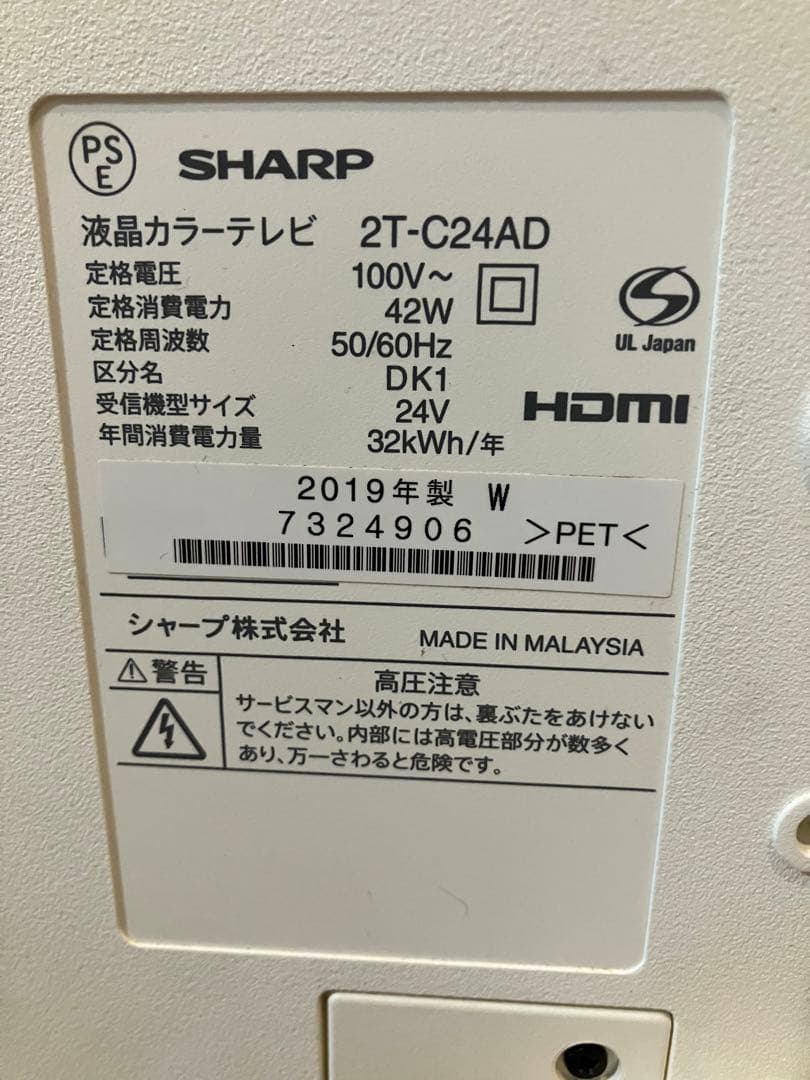 PS
E
SHARP
液晶カラーテレビ 2T-C24AD
定格電圧 100V～
定格消費電力 42W
定格周波数 50/60Hz
区分名 DK1
受信機型サイズ 24V
年間消費電力量 32kWh/年
UL Japan
HDMI
2019年製 W
7324906 >PET<
シャープ株式会社 MADE IN MALAYSIA
警告
高圧注意
サービスマン以外の方は、裏ぶたをあけない
でください。内部には高電圧部分が数多く
あり、万一さわると危険です。